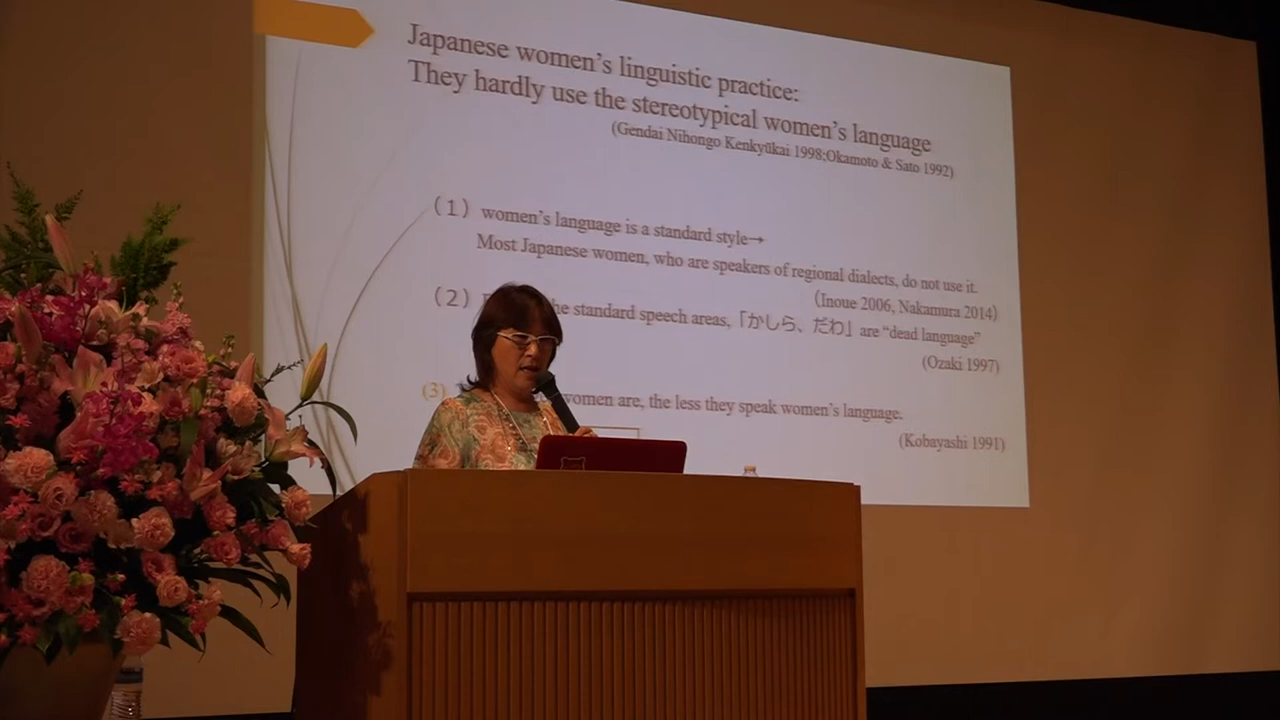 Japanese women's linguistic practice:
They hardly use the stereotypical women's language
(Gendai Nihongo Kenkyūkai 1998;Okamoto & Sato 1992)
(1) women's language is a standard style→
Most Japanese women, who are speakers of regional dialects, do not use it.
(Inoue 2006, Nakamura 2014)
(2) the standard speech areas,「かしら、だわ」are "dead language"
(Ozaki 1997)
(3) women are, the less they speak women's language.
(Kobayashi 1991)